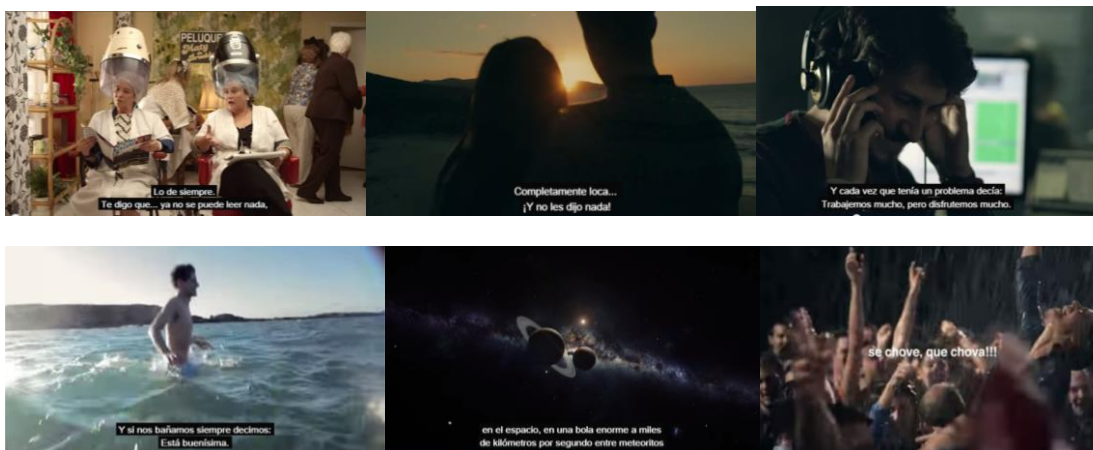 PELUQUE
Maty
Lo de siempre.
Te digo que... ya no se puede leer nada,
Completamente loca...
¡Y no les dijo nada!
Y cada vez que tenía un problema decía:
Trabajemos mucho, pero disfrutemos mucho.
Y si nos bañamos siempre decimos:
Está buenísima.
en el espacio, en una bola enorme a miles
de kilómetros por segundo entre meteoritos
se chove, que chova!!!